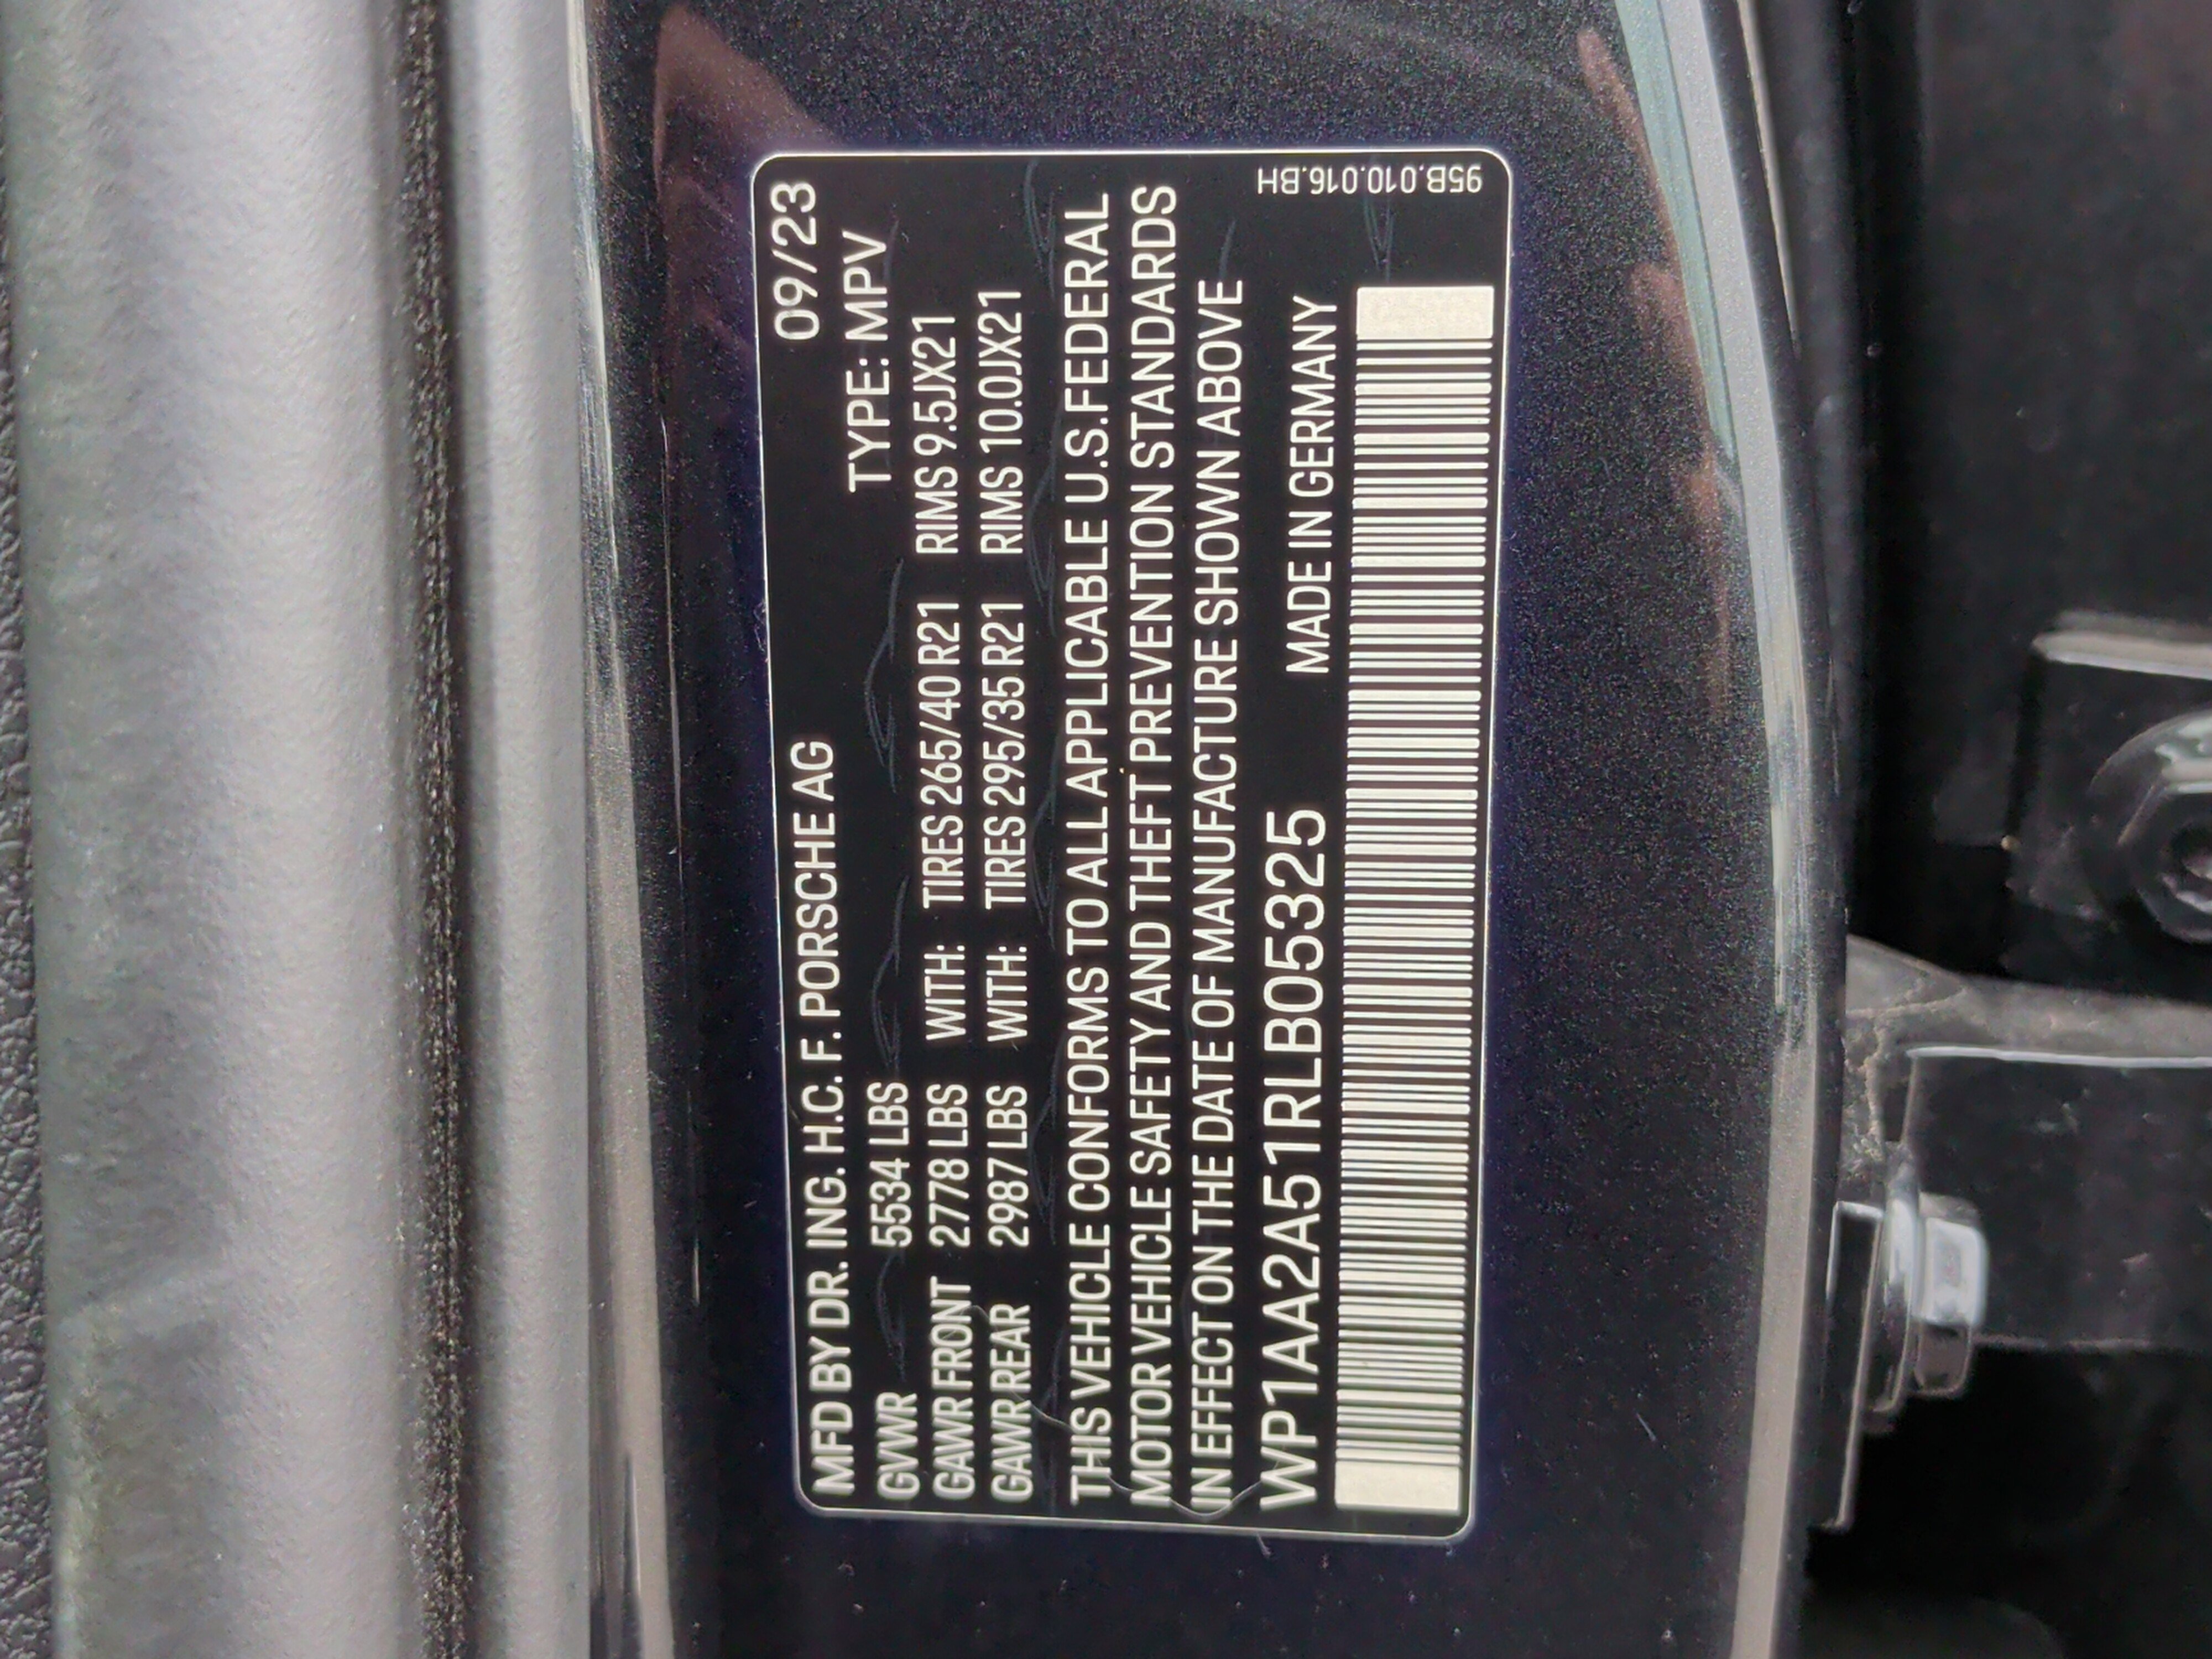 MFD BY DR. ING. H.C. F. PORSCHE AG 09/23
GVWR 5534 LBS TYPE: MPV
GAWR FRONT 2778 LBS WITH: TIRES 265/40 R21 RIMS 9.5JX21
GAWR REAR 2987 LBS WITH: TIRES 295/35 R21 RIMS 10.0JX21
THIS VEHICLE CONFORMS TO ALL APPLICABLE U.S. FEDERAL
MOTOR VEHICLE SAFETY AND THEFT PREVENTION STANDARDS
IN EFFECT ON THE DATE OF MANUFACTURE SHOWN ABOVE
WP1AA2A51RLB05325 MADE IN GERMANY
95B.010.016.BH